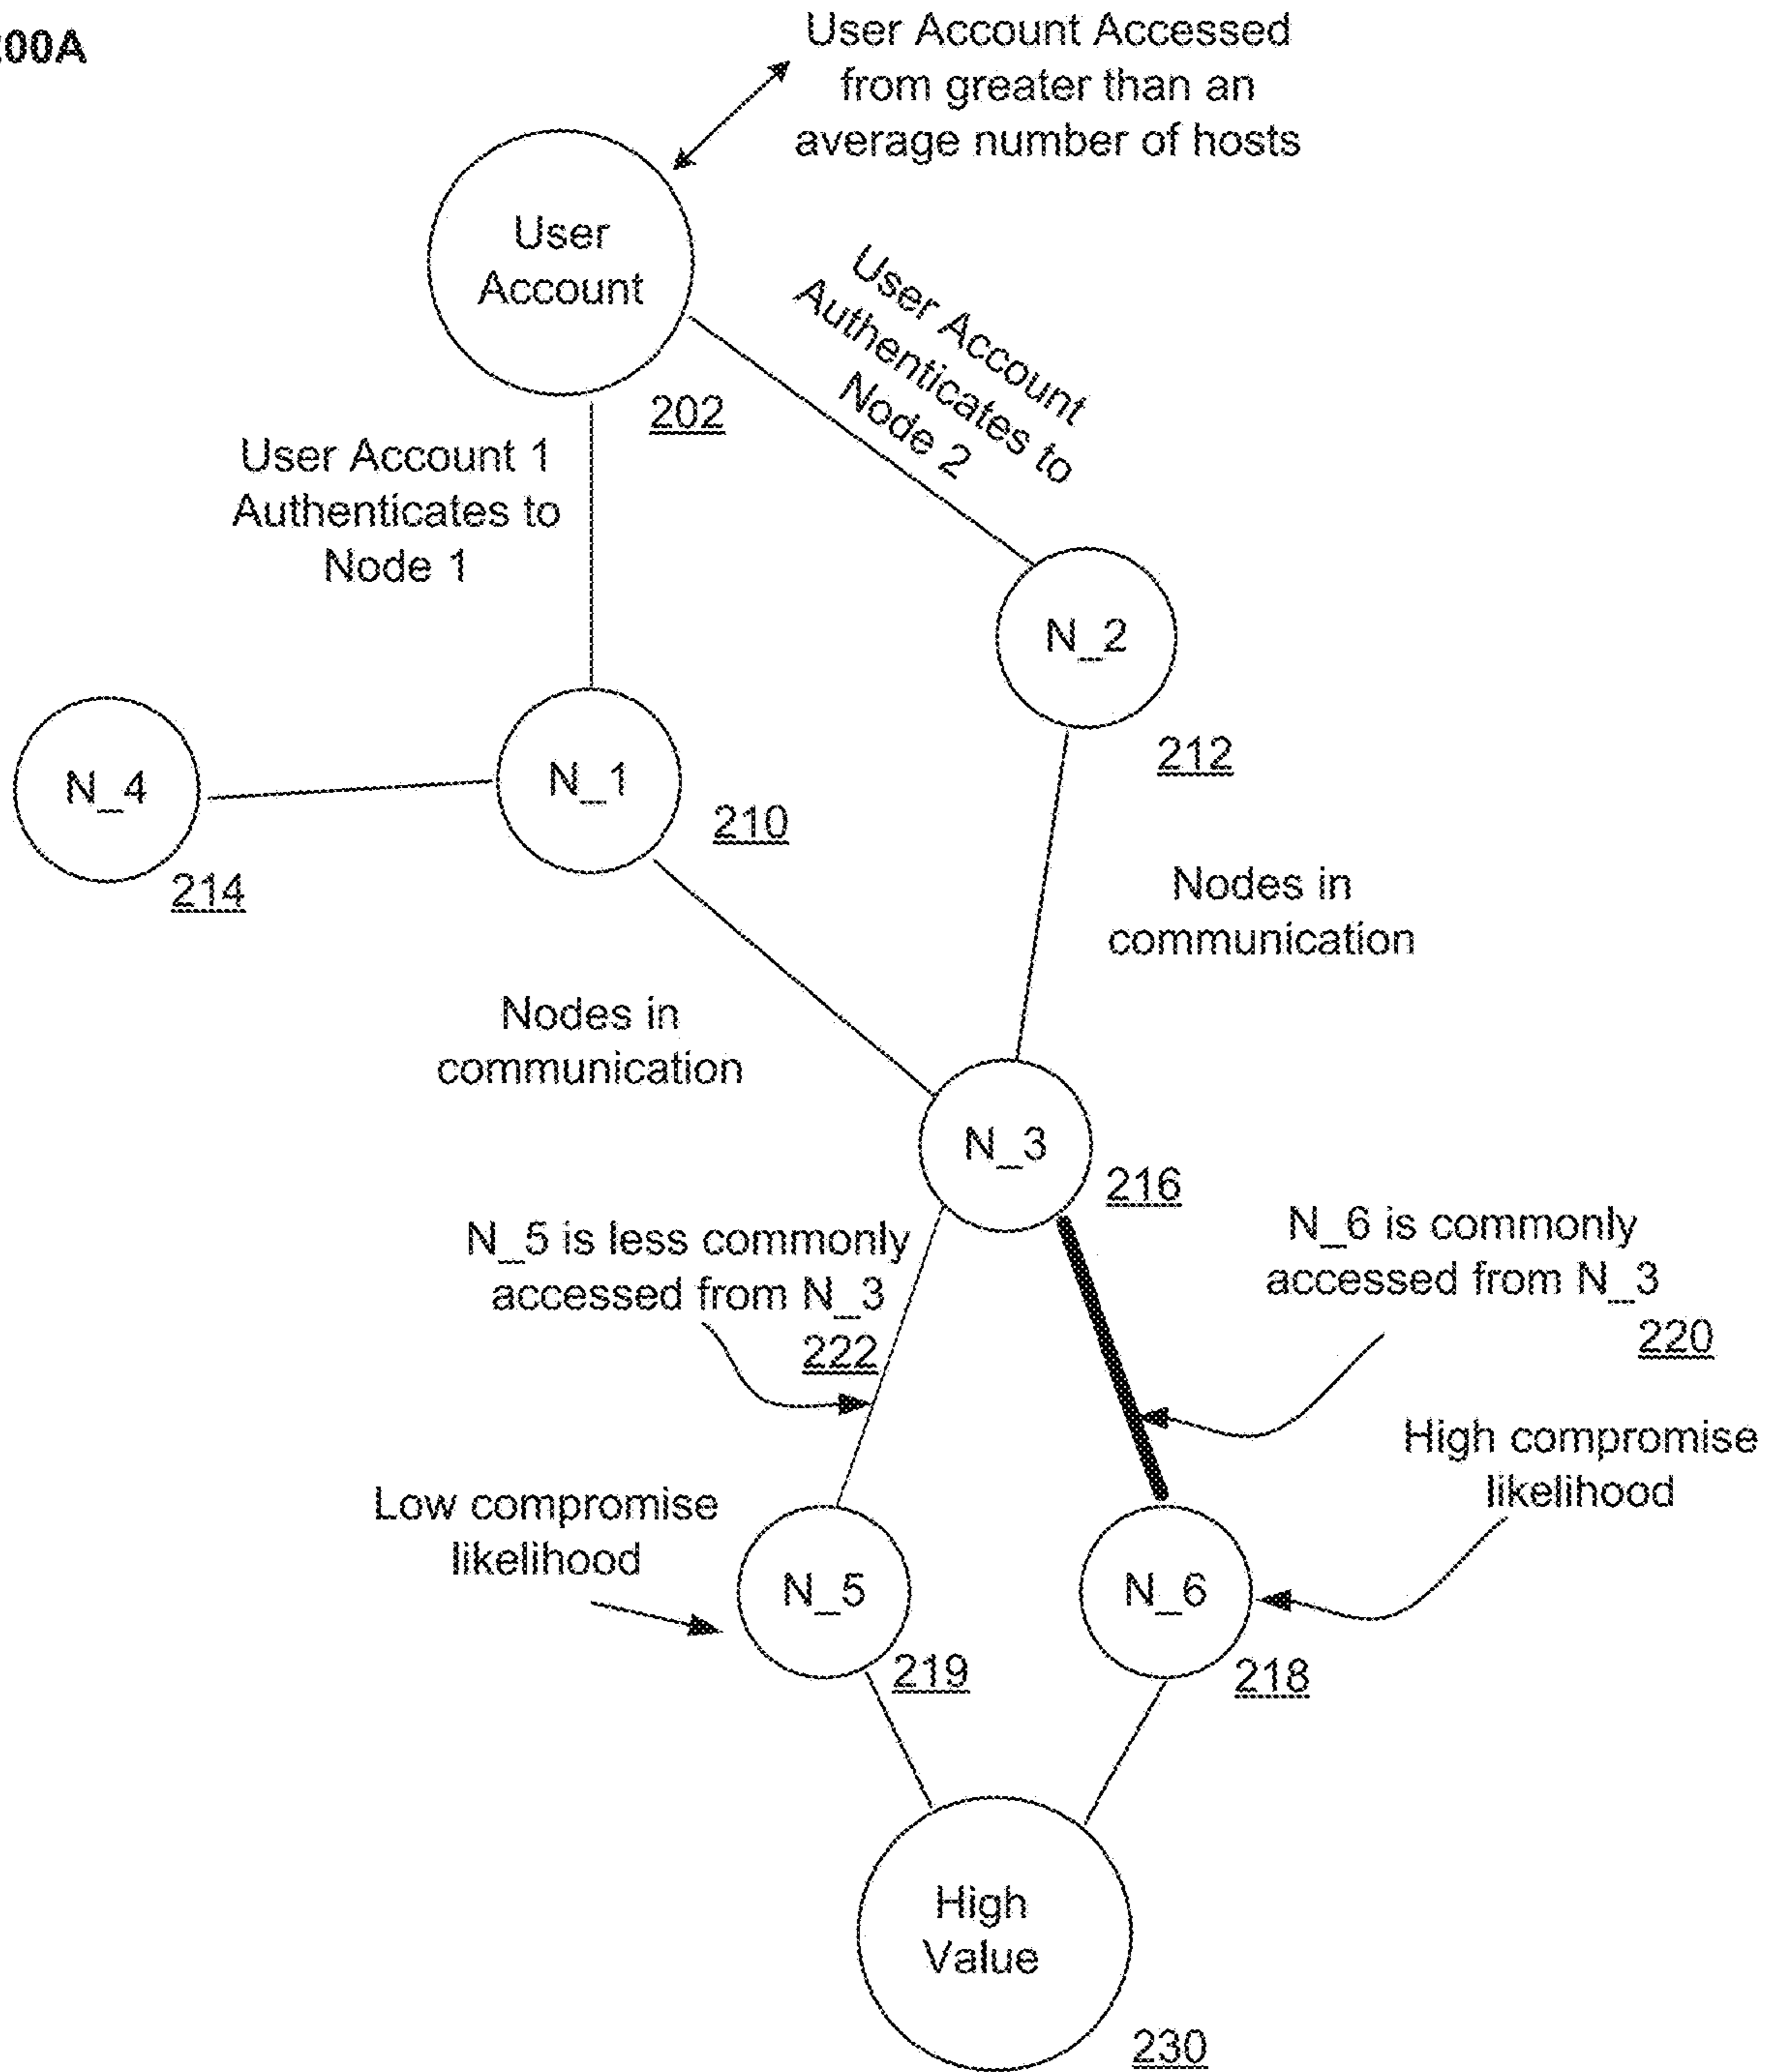 00A
User Account Accessed
from greater than an
average number of hosts
User
Account
202
User Account
Authenticates to
Node 2
User Account 1
Authenticates to
Node 1
N_2
212
N_4
214
N_1
210
Nodes in
communication
Nodes in
communication
N_3
216
N_5 is less commonly
accessed from N_3
222
N_6 is commonly
accessed from N_3
220
High compromise
likelihood
Low compromise
likelihood
N_5
219
N_6
218
High
Value
230